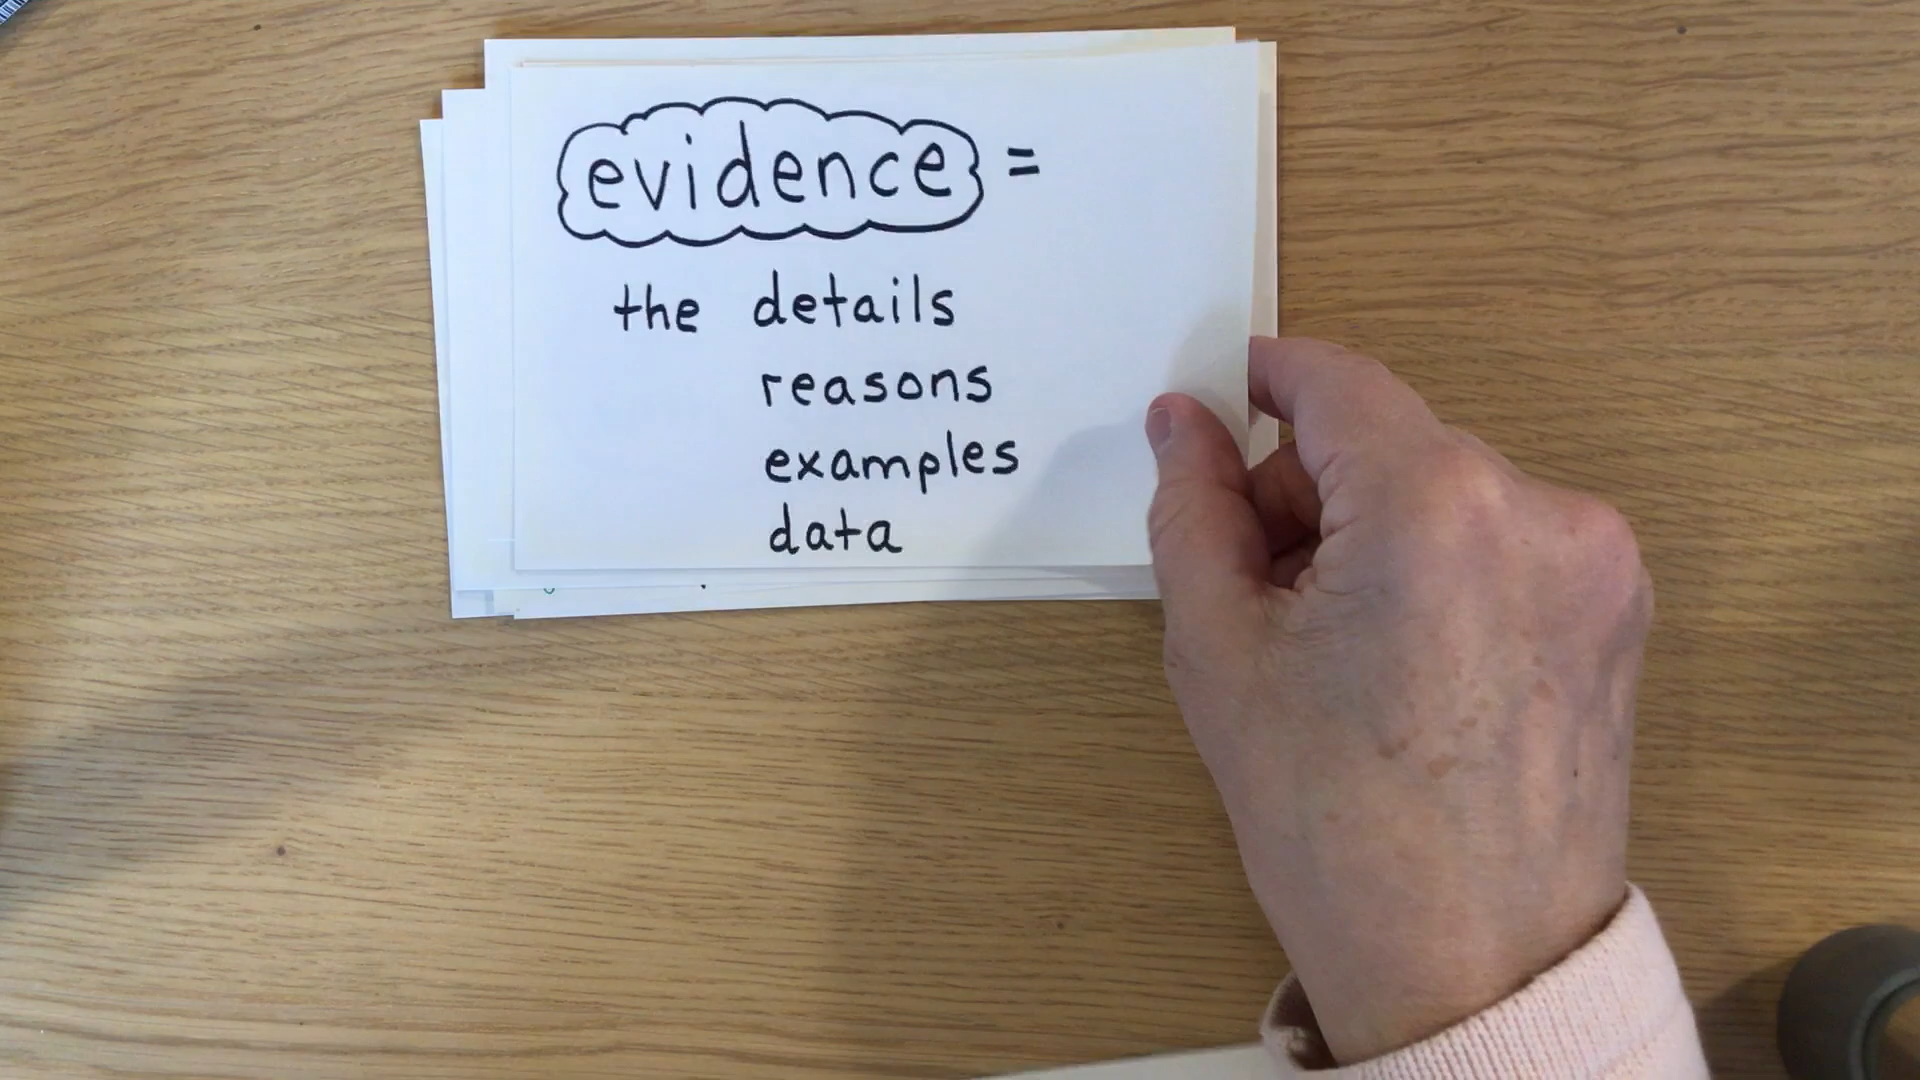 evidence =
the details
reasons
examples
data